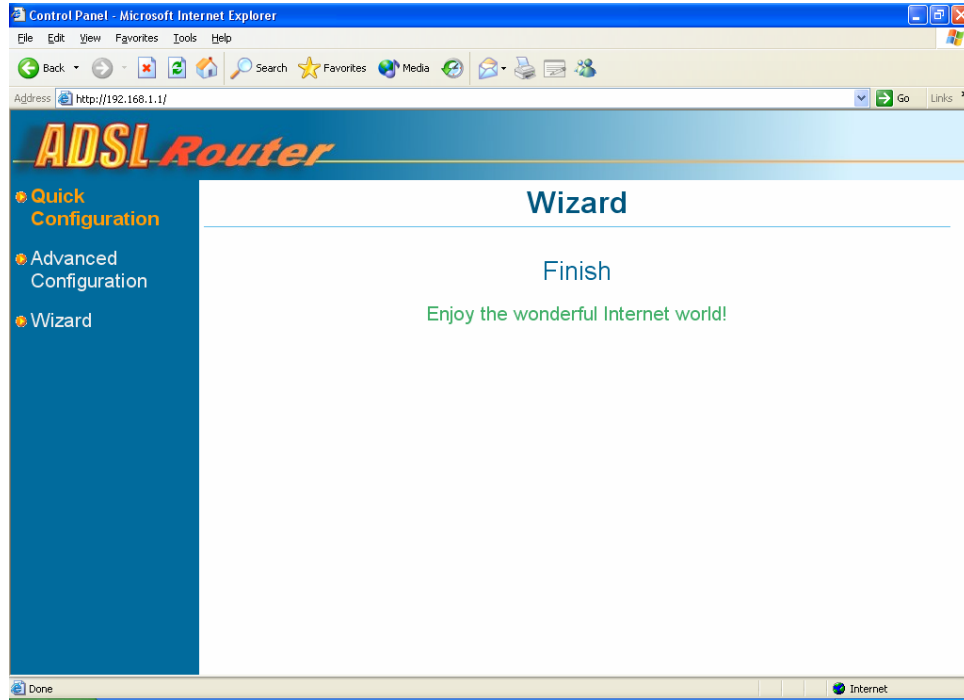 Control Panel - Microsoft Internet Explorer
File Edit View Favorites Tools Help
Back Search Favorites Media
Address http://192.168.1.1/ Go Links
ADSL Router
Quick
Configuration
Advanced
Configuration
Wizard
Wizard
Finish
Enjoy the wonderful Internet world!
Done Internet